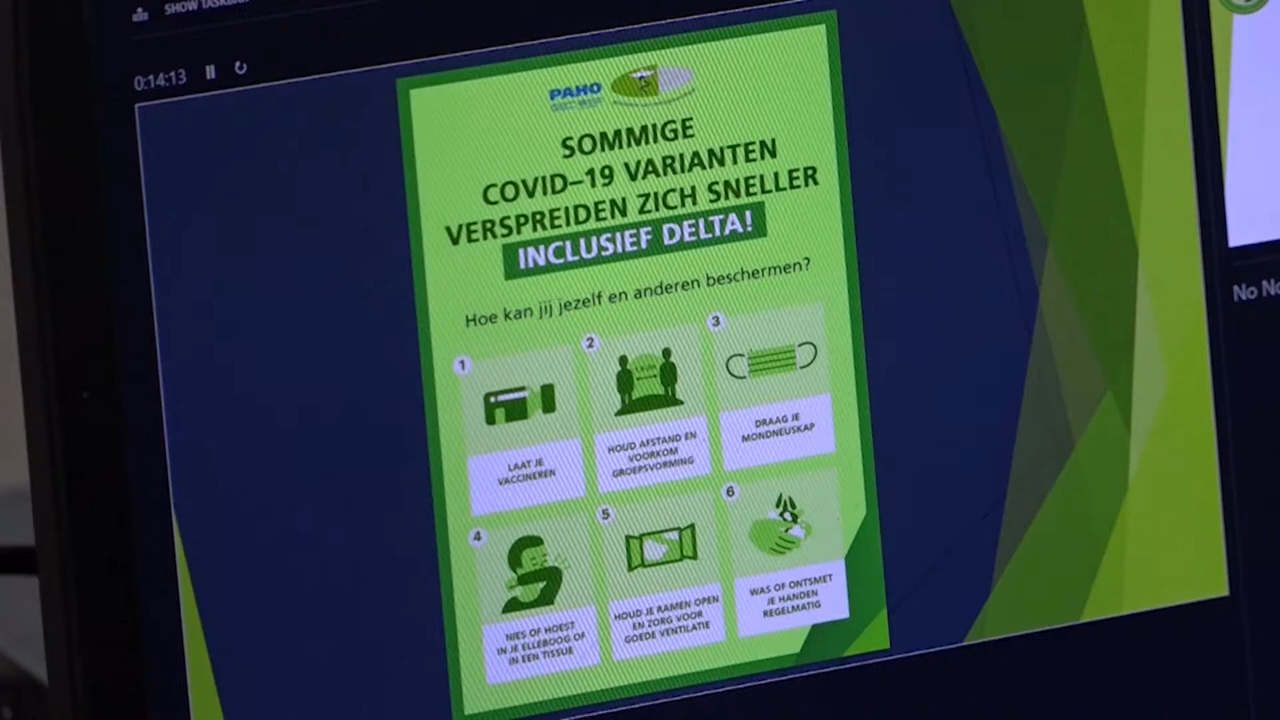 SHOW TASKBAR
0:14:13
PAHO
SOMMIGE
COVID-19 VARIANTEN
VERSPREIDEN ZICH SNELLER
INCLUSIEF DELTA!
Hoe kan jij jezelf en anderen beschermen?
1
LAAT JE
VACCINEREN
2
HOUD AFSTAND EN
VOORKOM
GROEPSVORMING
3
DRAAG JE
MONDNEUSKAP
4
NIES OF HOEST
IN JE ELLEBOOG OF
IN EEN TISSUE
5
HOUD JE RAMEN OPEN
EN ZORG VOOR
GOEDE VENTILATIE
6
WAS OF ONTSMET
JE HANDEN
REGELMATIG
No